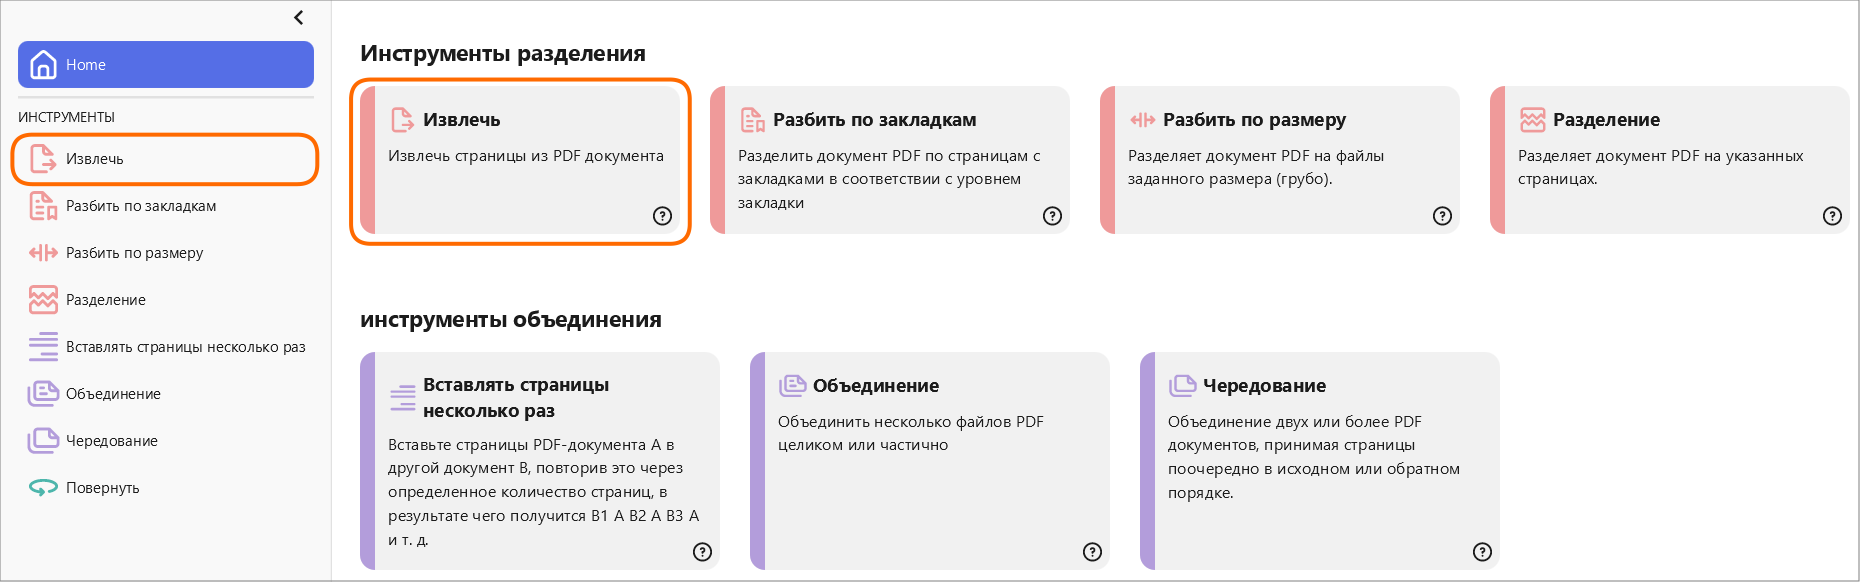 Home
ИНСТРУМЕНТЫ
Извлечь
Разбить по закладкам
Разбить по размеру
Разделение
Вставлять страницы несколько раз
Объединение
Чередование
Повернуть
Инструменты разделения
Извлечь
Извлечь страницы из PDF документа
?
Разбить по закладкам
Разделить документ PDF по страницам с
закладками в соответствии с уровнем
закладки
?
Разбить по размеру
Разделяет документ PDF на файлы
заданного размера (грубо).
?
Разделение
Разделяет документ PDF на указанных
страницах.
?
инструменты объединения
Вставлять страницы
несколько раз
Вставьте страницы PDF-документа А в
другой документ В, повторив это через
определенное количество страниц, в
результате чего получится В1 А В2 А В3 А
и т. д.
?
Объединение
Объединить несколько файлов PDF
целиком или частично
?
Чередование
Объединение двух или более PDF
документов, принимая страницы
поочередно в исходном или обратном
порядке.
?